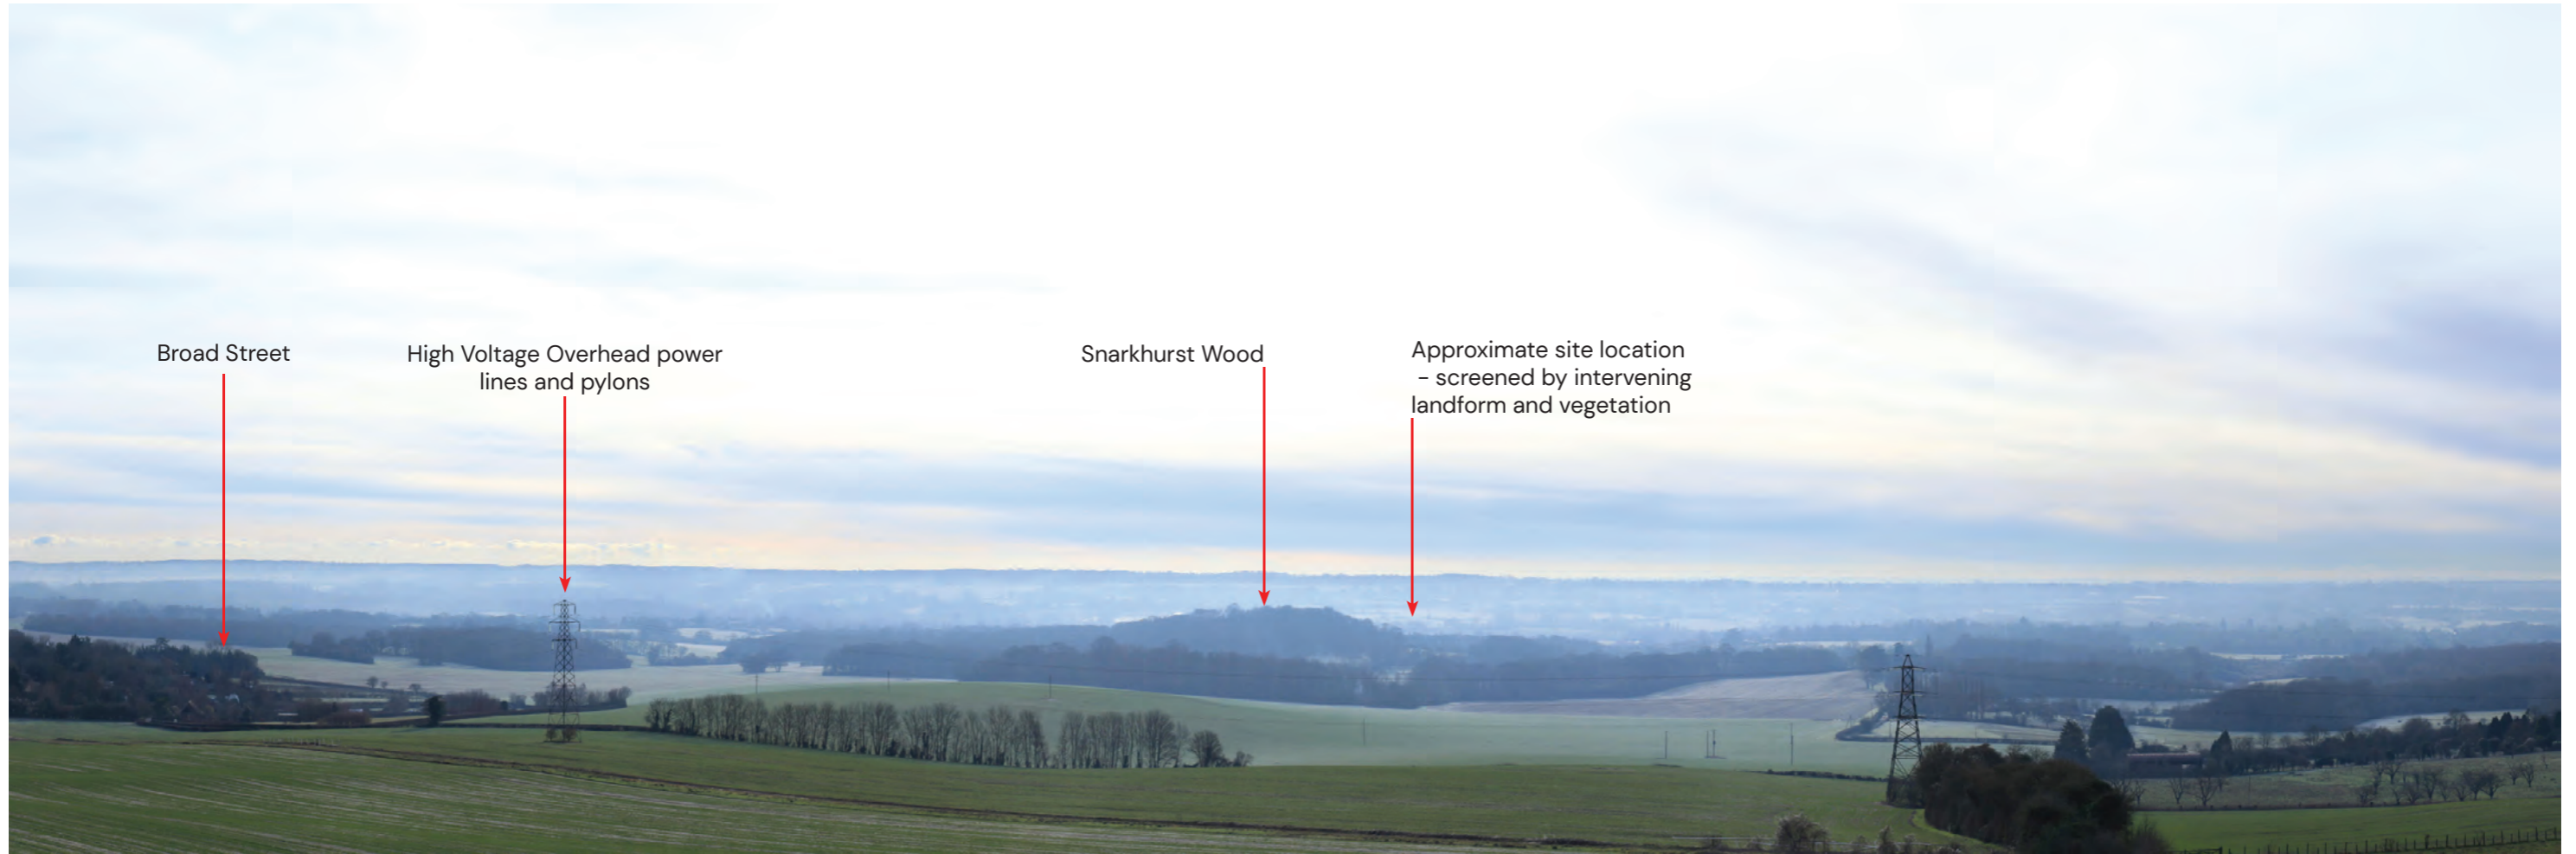 Broad Street
High Voltage Overhead power
lines and pylons
Snarkhurst Wood
Approximate site location
– screened by intervening
landform and vegetation